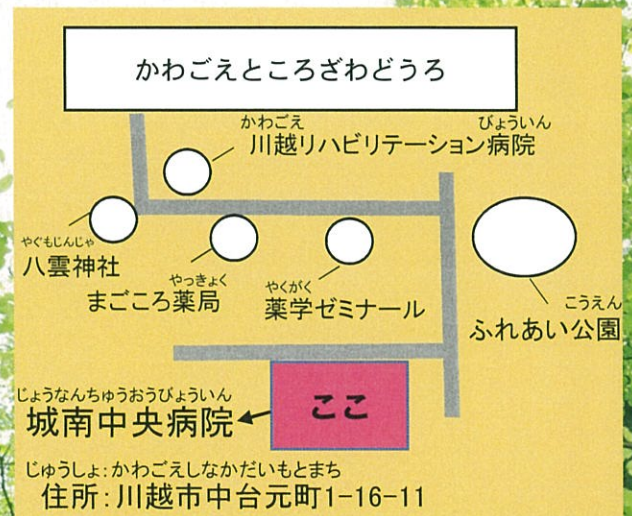 かわごえところざわどうろ
かわごえ びょういん
川越リハビリテーション病院
やぐもじんじゃ
八雲神社
やっきょく
まごころ薬局
やくがく
薬学ゼミナール
こうえん
ふれあい公園
じょうなんちゅうおうびょういん
城南中央病院
ここ
じゅうしょ:かわごえしなかだいもとまち
住所:川越市中台元町1-16-11